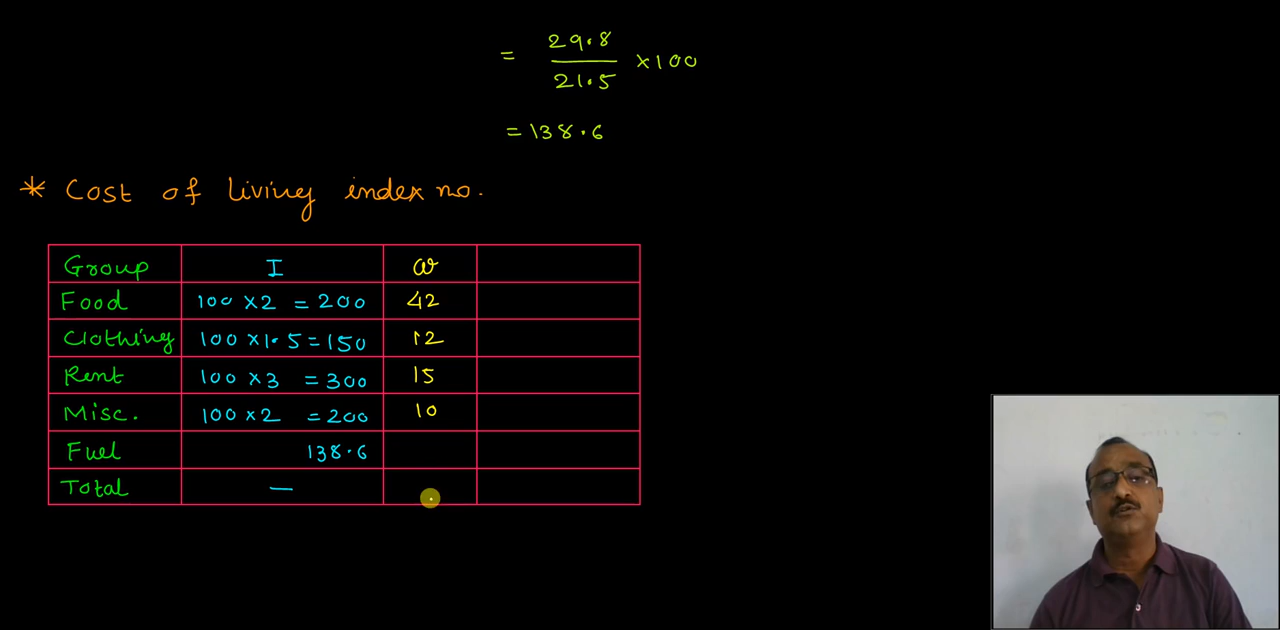 = 29.8 / 21.5 ×100
= 138.6
* Cost of living index no.
Group I w
Food 100 ×2 = 200 42
Clothing 100 ×1.5 = 150 12
Rent 100 ×3 = 300 15
Misc. 100 ×2 = 200 10
Fuel 138.6
Total —